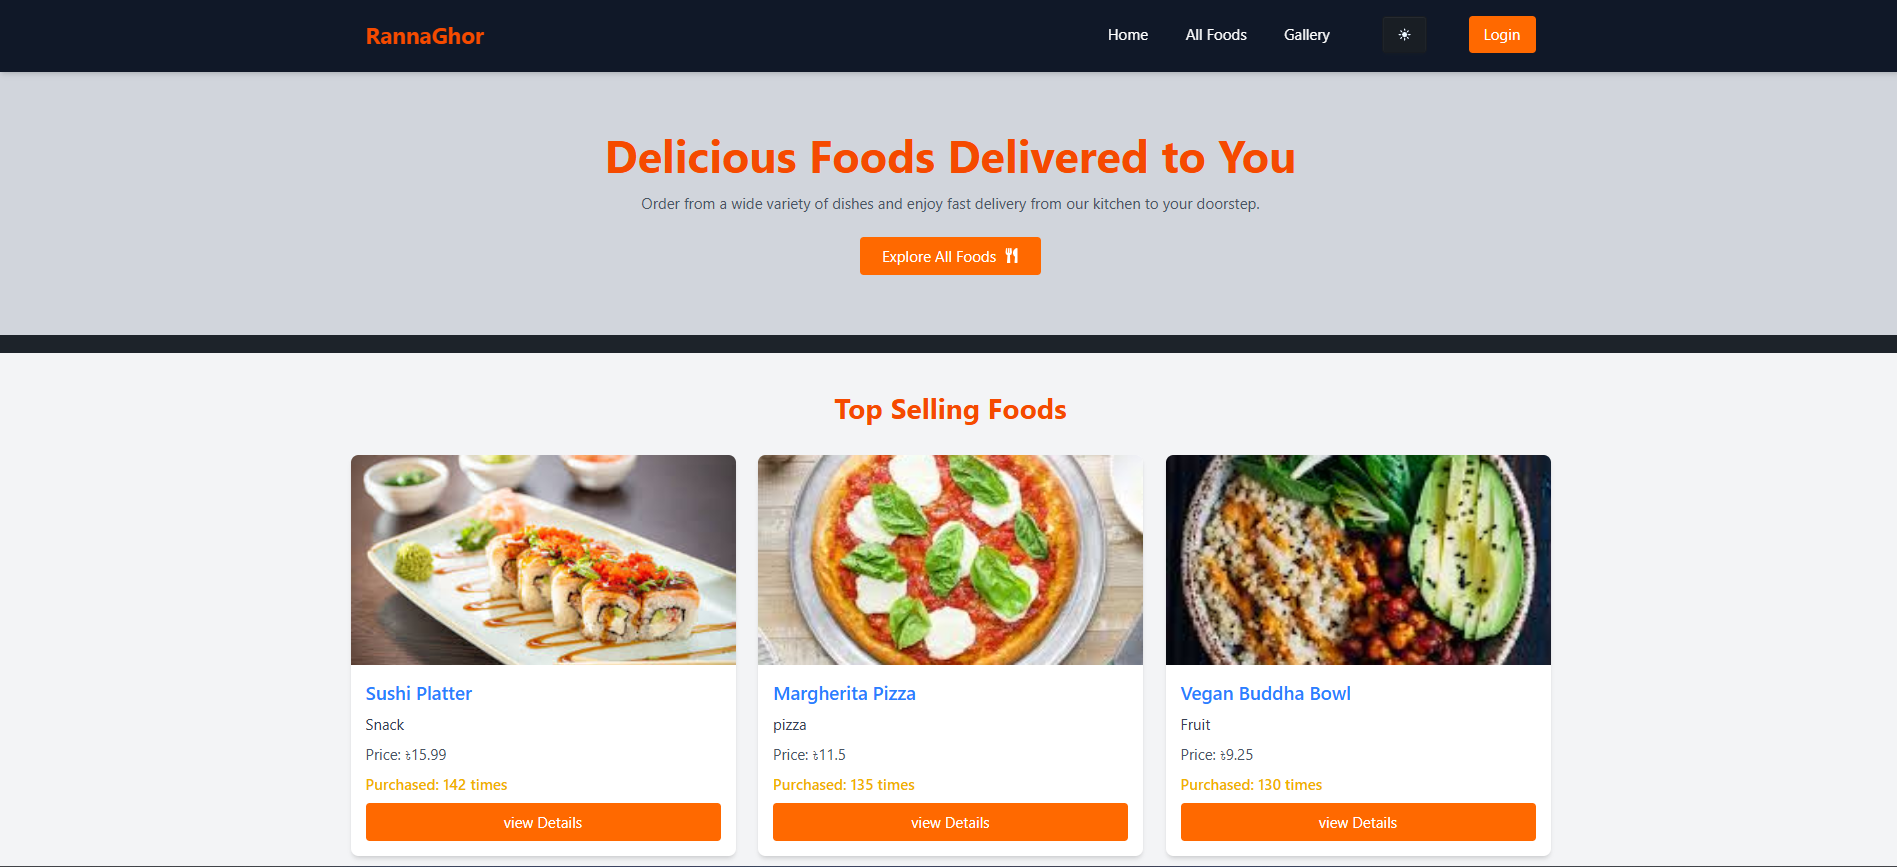 RannaGhor
Home All Foods Gallery Login
Delicious Foods Delivered to You
Order from a wide variety of dishes and enjoy fast delivery from our kitchen to your doorstep.
Explore All Foods
Top Selling Foods
Sushi Platter
Snack
Price: ৳15.99
Purchased: 142 times
view Details
Margherita Pizza
pizza
Price: ৳11.5
Purchased: 135 times
view Details
Vegan Buddha Bowl
Fruit
Price: ৳9.25
Purchased: 130 times
view Details